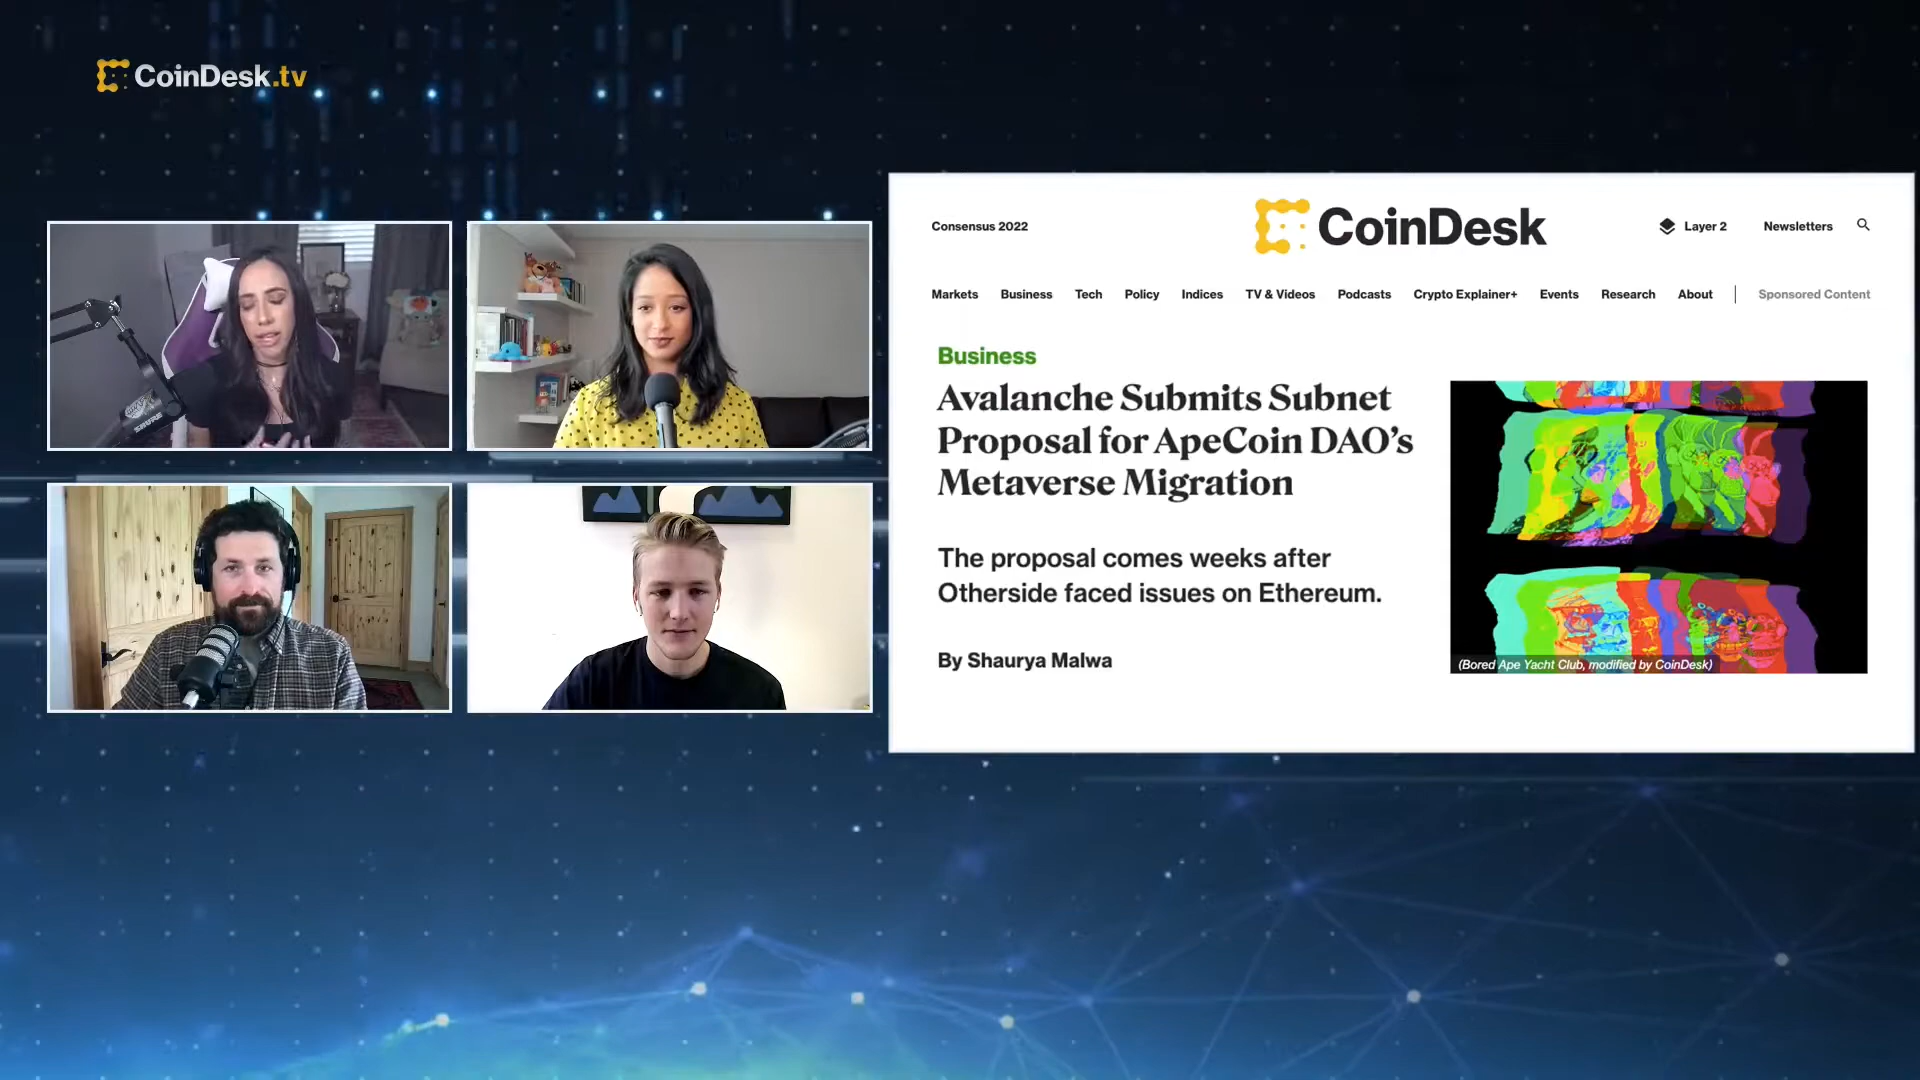 CoinDesk.tv
SHURE
Consensus 2022
CoinDesk
Layer 2
Newsletters
Markets
Business
Tech
Policy
Indices
TV & Videos
Podcasts
Crypto Explainer+
Events
Research
About
Sponsored Content
Business
Avalanche Submits Subnet
Proposal for ApeCoin DAO’s
Metaverse Migration
The proposal comes weeks after
Otherside faced issues on Ethereum.
By Shaurya Malwa
(Bored Ape Yacht Club, modified by CoinDesk)